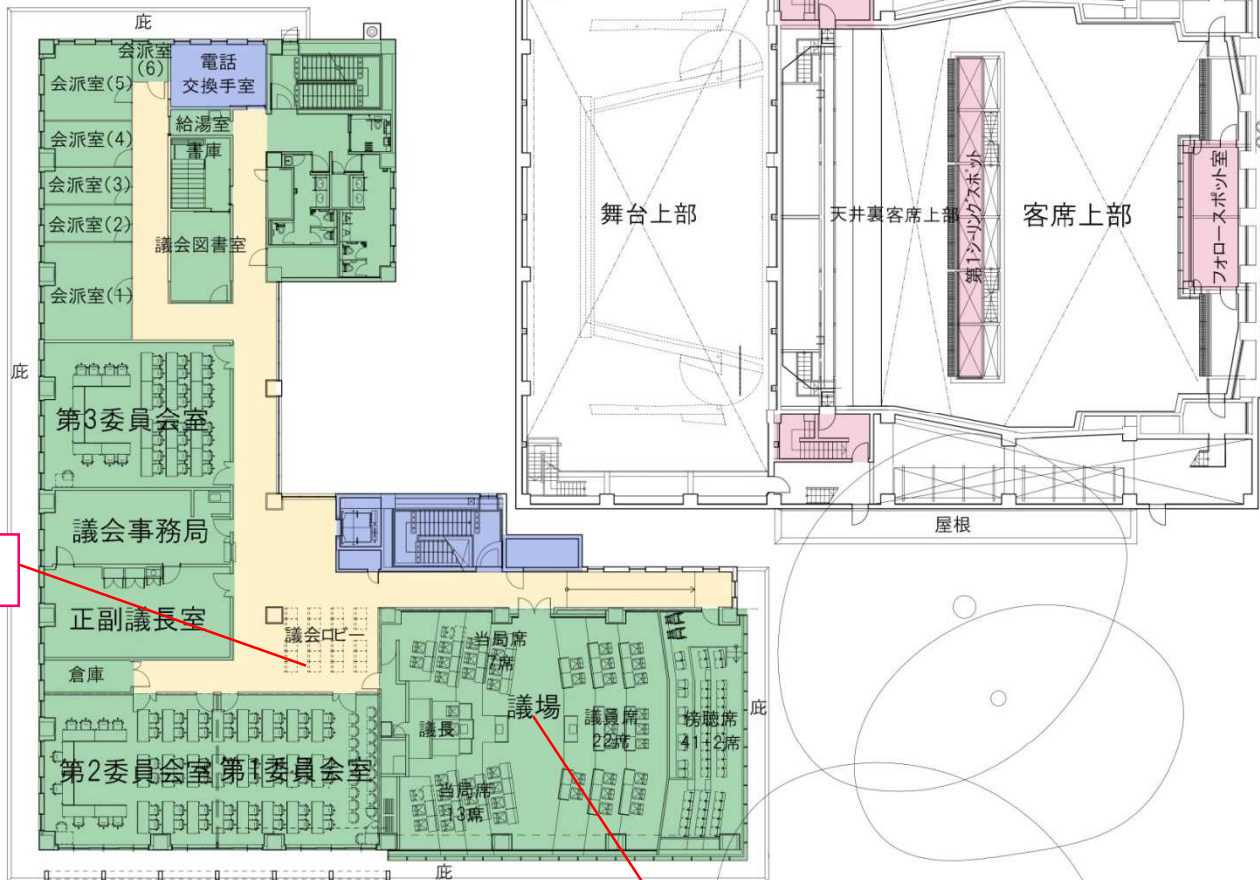 庇
会派室
(6)
電話
交換手室
会派室(5)
給湯室
会派室(4)
書庫
会派室(3)
会派室(2)
議会図書室
会派室(1)
庇
第3委員会室
議会事務局
正副議長室
議会ロビー
倉庫
第2委員会室
第1委員会室
当局席
7席
議場
議長
議員席
22席
傍聴席
41+2席
当局席
13席
庇
庇
舞台上部
天井裏客席上部
第1シーリングスポット
客席上部
フォロースポット室
屋根